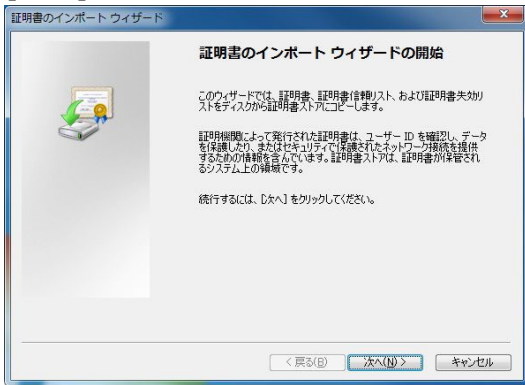 証明書のインポート ウィザード
証明書のインポート ウィザードの開始
このウィザードでは、証明書、証明書信頼リスト、および証明書失効リ
ストをディスクから証明書ストアにコピーします。
証明機関によって発行された証明書は、ユーザー ID を確認し、データ
を保護したり、またはセキュリティで保護されたネットワーク接続を提供
するための情報を含んでいます。証明書ストアは、証明書が保管され
るシステム上の領域です。
続行するには、[次へ] をクリックしてください。
< 戻る(B) 次へ(N) > キャンセル